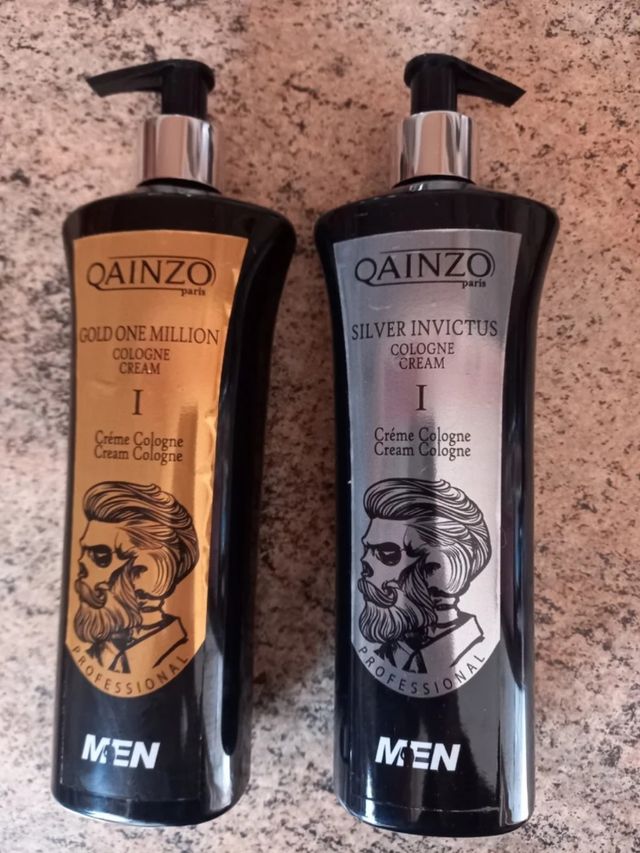 QAINZO
paris
GOLD ONE MILLION
COLOGNE
CREAM
I
Créme Cologne
Cream Cologne
PROFESSIONAL
MEN
QAINZO
paris
SILVER INVICTUS
COLOGNE
CREAM
I
Créme Cologne
Cream Cologne
PROFESSIONAL
MEN